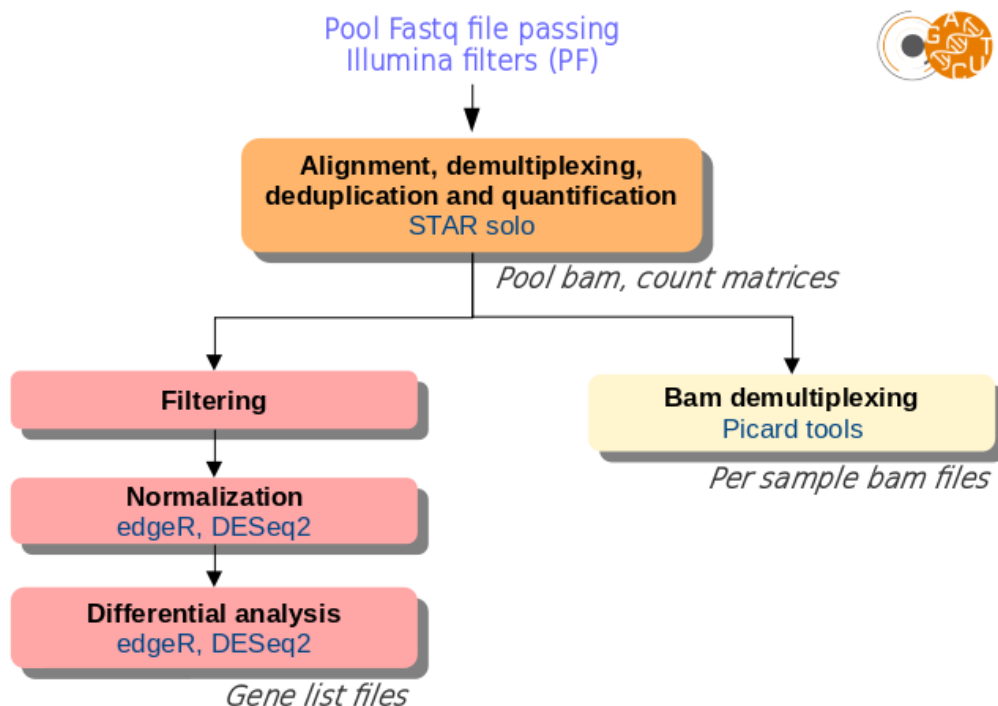 Pool Fastq file passing
Illumina filters (PF)
G A T C U
Alignment, demultiplexing,
deduplication and quantification
STAR solo
Pool bam, count matrices
Filtering
Bam demultiplexing
Picard tools
Per sample bam files
Normalization
edgeR, DESeq2
Differential analysis
edgeR, DESeq2
Gene list files